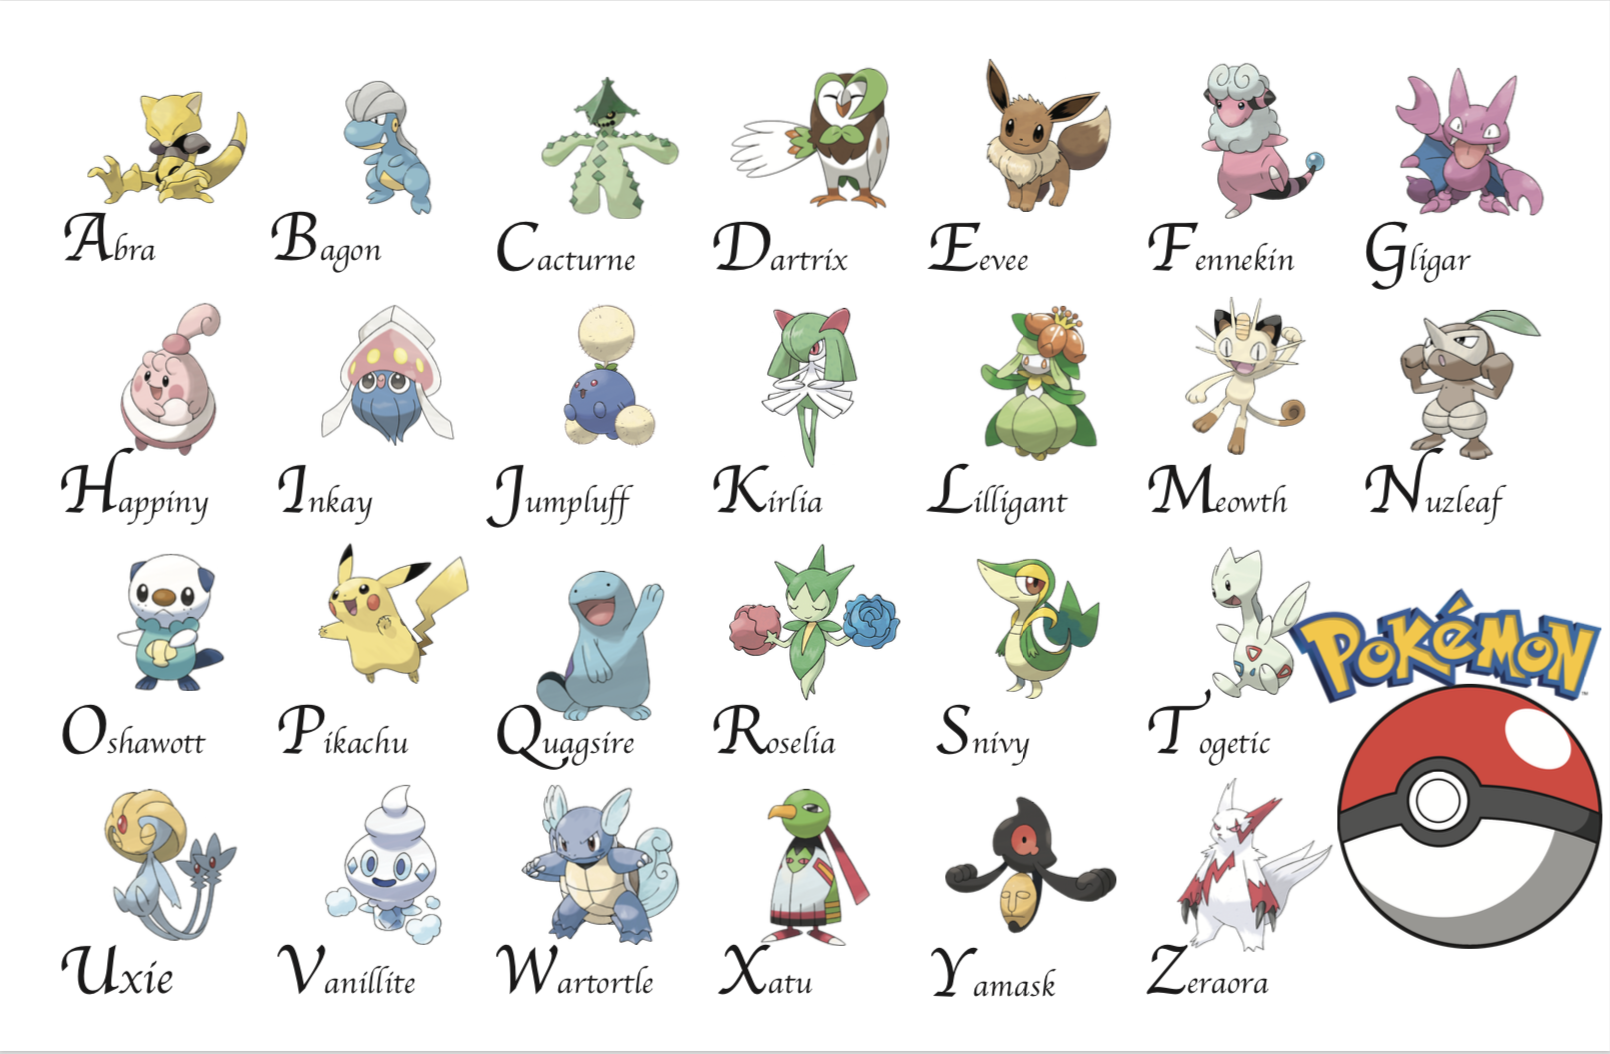 Abra
Bagon
Cacturne
Dartrix
Eevee
Fennekin
Gligar
Happiny
Inkay
Jumpluff
Kirlia
Lilligant
Meowth
Nuzleaf
Oshawott
Pikachu
Quagsire
Roselia
Snivy
Togetic
POKéMON
™
Uxie
Vanillite
Wartortle
Xatu
Yamask
Zeraora